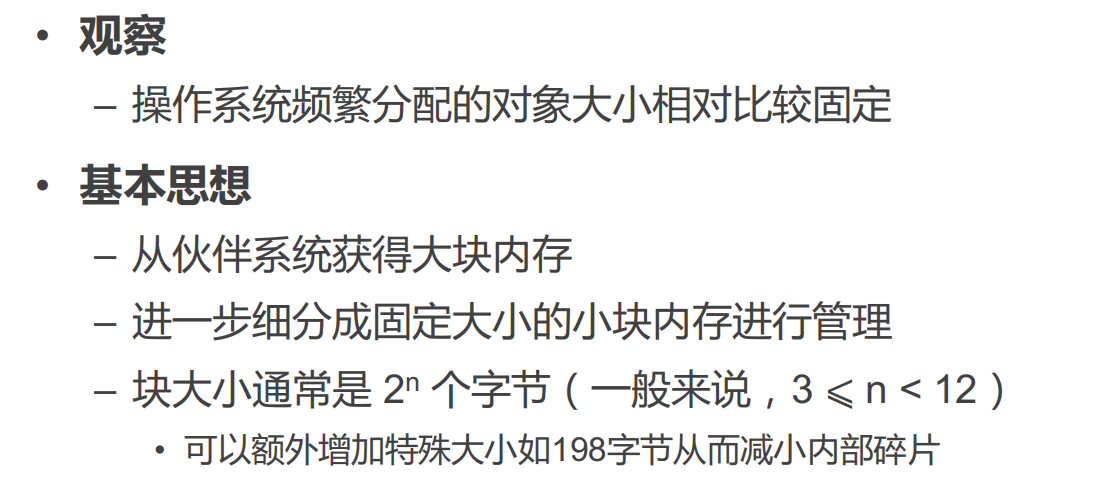 • 观察
– 操作系统频繁分配的对象大小相对比较固定
• 基本思想
– 从伙伴系统获得大块内存
– 进一步细分成固定大小的小块内存进行管理
– 块大小通常是 2ⁿ 个字节（一般来说，3 ⩽ n < 12）
• 可以额外增加特殊大小如198字节从而减小内部碎片